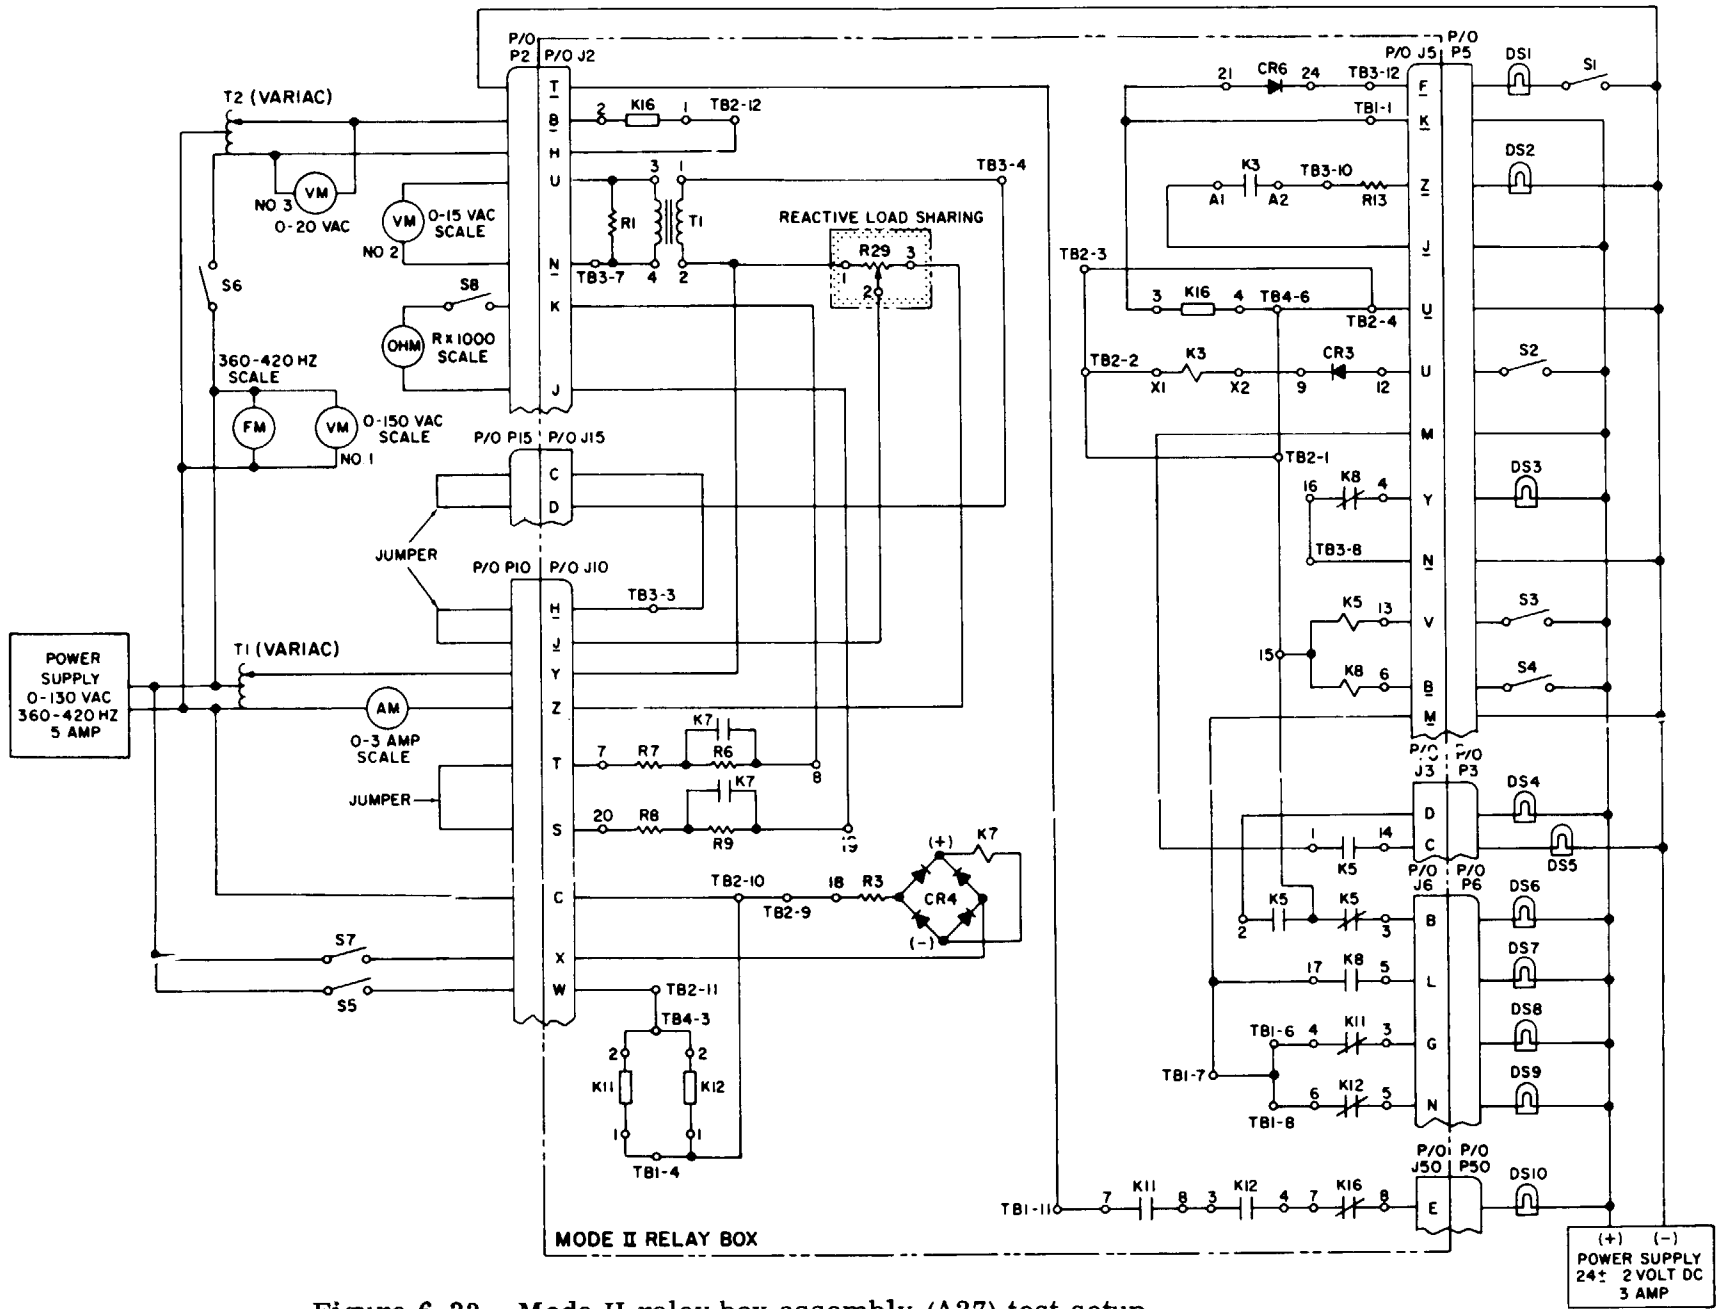 P/O
P2
P/O J2
T
B
H
U
N
K
J
T2 (VARIAC)
VM
NO 3
0-20 VAC
VM
0-15 VAC
SCALE
NO 2
S6
S8
OHM
R X 1000
SCALE
360-420 HZ
SCALE
FM
VM
0-150 VAC
SCALE
NO. 1
2
K16
1
TB2-12
3
1
R1
T1
TB3-7
4
2
TB3-4
REACTIVE LOAD SHARING
R29
1
3
2
P/O P15
P/O J15
C
D
JUMPER
P/O P10
P/O J10
H
J
Y
Z
T
S
C
X
W
TB3-3
POWER
SUPPLY
0-130 VAC
360-420 HZ
5 AMP
T1 (VARIAC)
AM
0-3 AMP
SCALE
JUMPER
7
R7
K7
R6
8
20
R8
K7
R9
19
TB2-10
TB2-9
18
R3
CR4
(+)
(-)
K7
S7
S5
TB2-11
TB4-3
2
2
K11
K12
1
1
TB1-4
MODE II RELAY BOX
P/O J5
P/O
P5
F
K
Z
J
U
U
M
Y
N
V
B
M
21
CR6
24
TB3-12
TB1-1
DS1
S1
K3
A1
A2
TB3-10
R13
DS2
TB2-3
3
K16
4
TB4-6
TB2-4
TB2-2
K3
X1
X2
9
CR3
12
S2
TB2-1
16
K8
4
DS3
TB3-8
K5
13
S3
15
K8
6
S4
P/O
J3
P/O
P3
D
C
DS4
1
K5
14
DS5
P/O
J6
P/O
P6
B
L
G
N
2
K5
K5
3
DS6
17
K8
5
DS7
TB1-6
4
K11
3
DS8
TB1-7
TB1-8
6
K12
5
DS9
P/O
J50
P/O
P50
E
TB1-11
7
K11
8
3
K12
4
7
K16
8
DS10
(+)
(-)
POWER SUPPLY
24± 2 VOLT DC
3 AMP
Mode II relay box assembly (A27) test setup